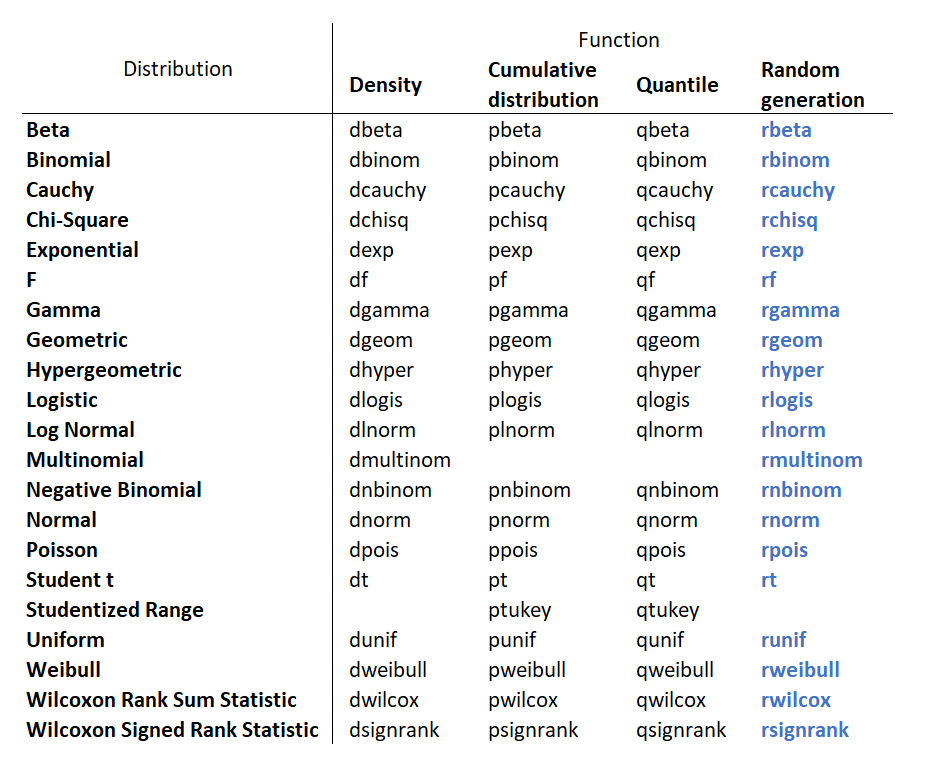 Function
Distribution
Density Cumulative distribution Quantile Random generation
Beta dbeta pbeta qbeta rbeta
Binomial dbinom pbinom qbinom rbinom
Cauchy dcauchy pcauchy qcauchy rcauchy
Chi-Square dchisq pchisq qchisq rchisq
Exponential dexp pexp qexp rexp
F df pf qf rf
Gamma dgamma pgamma qgamma rgamma
Geometric dgeom pgeom qgeom rgeom
Hypergeometric dhyper phyper qhyper rhyper
Logistic dlogis plogis qlogis rlogis
Log Normal dlnorm plnorm qlnorm rlnorm
Multinomial dmultinom rmultinom
Negative Binomial dnbinom pnbinom qnbinom rnbinom
Normal dnorm pnorm qnorm rnorm
Poisson dpois ppois qpois rpois
Student t dt pt qt rt
Studentized Range ptukey qtukey
Uniform dunif punif qunif runif
Weibull dweibull pweibull qweibull rweibull
Wilcoxon Rank Sum Statistic dwilcox pwilcox qwilcox rwilcox
Wilcoxon Signed Rank Statistic dsignrank psignrank qsignrank rsignrank